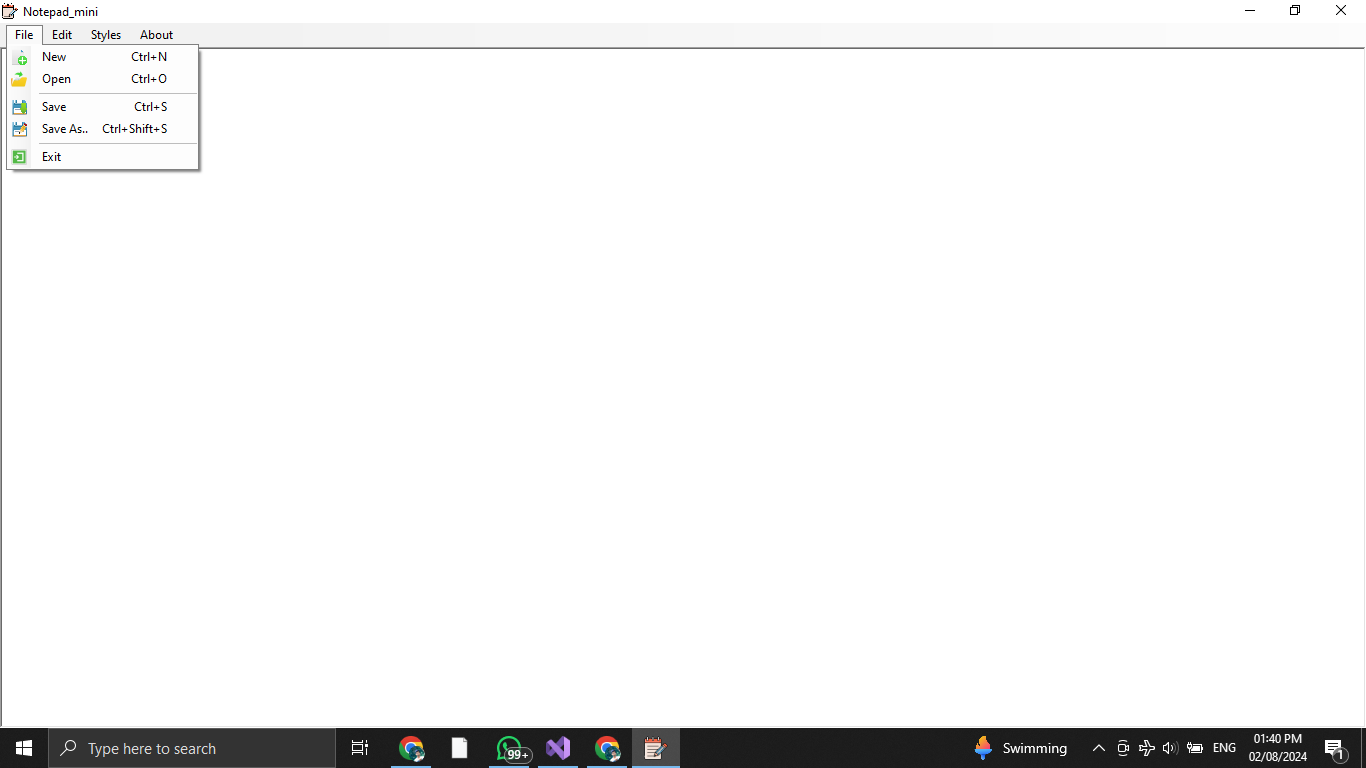 Notepad_mini
File Edit Styles About
New Ctrl+N
Open Ctrl+O
Save Ctrl+S
Save As.. Ctrl+Shift+S
Exit
Type here to search
99+
Swimming
ENG
01:40 PM
02/08/2024
1